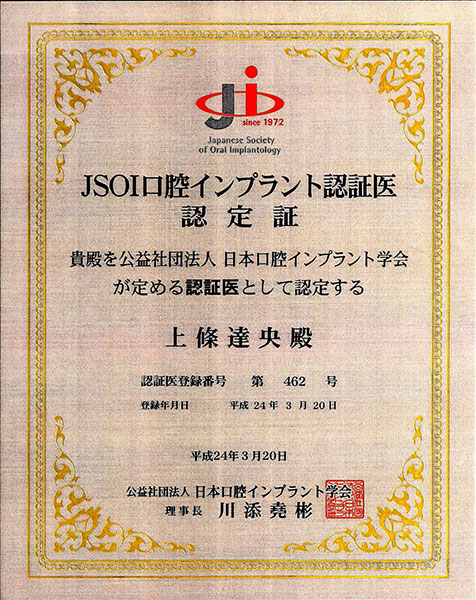 Ji
since 1972
Japanese Society
of Oral Implantology
JSOI口腔インプラント認証医
認定証
貴殿を公益社団法人 日本口腔インプラント学会
が定める認証医として認定する
上條達央殿
認証医登録番号 第 462 号
登録年月日 平成 24 年 3 月 20 日
平成24年3月20日
公益社団法人 日本口腔インプラント学会
理事長 川添堯彬